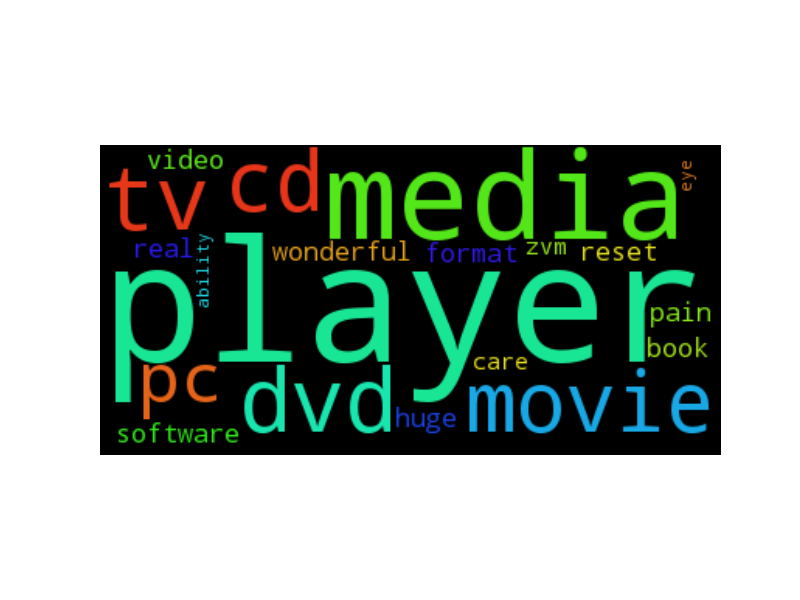 video
eye
tv cd media
real ability wonderful format zvm reset
player
pain
book
care
pc dvd huge movie
software